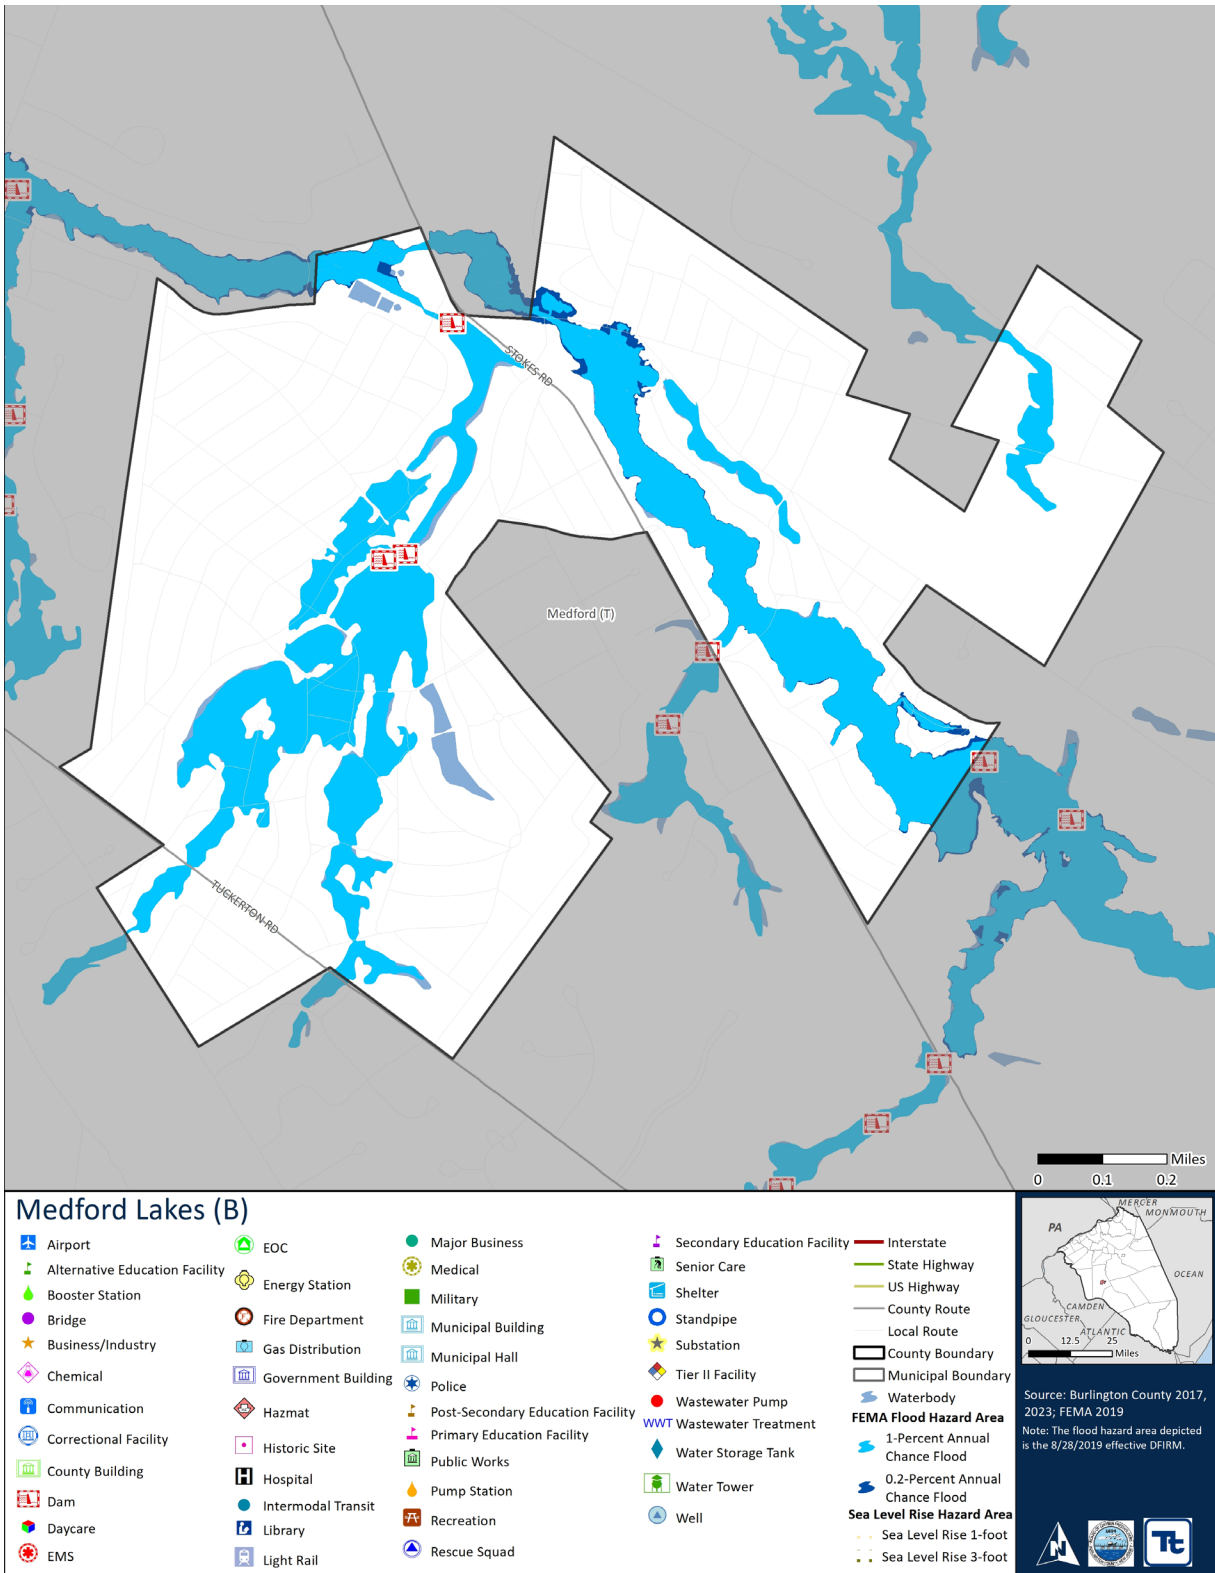 STOKES RD
Medford (T)
TUCKERTON RD
Miles
0 0.1 0.2
Medford Lakes (B)
Airport
Alternative Education Facility
Booster Station
Bridge
Business/Industry
Chemical
Communication
Correctional Facility
County Building
Dam
Daycare
EMS
EOC
Energy Station
Fire Department
Gas Distribution
Government Building
Hazmat
Historic Site
H
Hospital
Intermodal Transit
Library
Light Rail
Major Business
Medical
Military
Municipal Building
Municipal Hall
Police
Post-Secondary Education Facility
Primary Education Facility
Public Works
Pump Station
Recreation
Rescue Squad
Secondary Education Facility
Senior Care
Shelter
Standpipe
Substation
Tier II Facility
Wastewater Pump
WWT Wastewater Treatment
Water Storage Tank
Water Tower
Well
Interstate
State Highway
US Highway
County Route
Local Route
County Boundary
Municipal Boundary
Waterbody
FEMA Flood Hazard Area
1-Percent Annual
Chance Flood
0.2-Percent Annual
Chance Flood
Sea Level Rise Hazard Area
Sea Level Rise 1-foot
Sea Level Rise 3-foot
MERCER
MONMOUTH
PA
OCEAN
CAMDEN
GLOUCESTER
ATLANTIC
0 12.5 25
Miles
Source: Burlington County 2017,
2023; FEMA 2019
Note: The flood hazard area depicted
is the 8/28/2019 effective DFIRM.
N
Tt